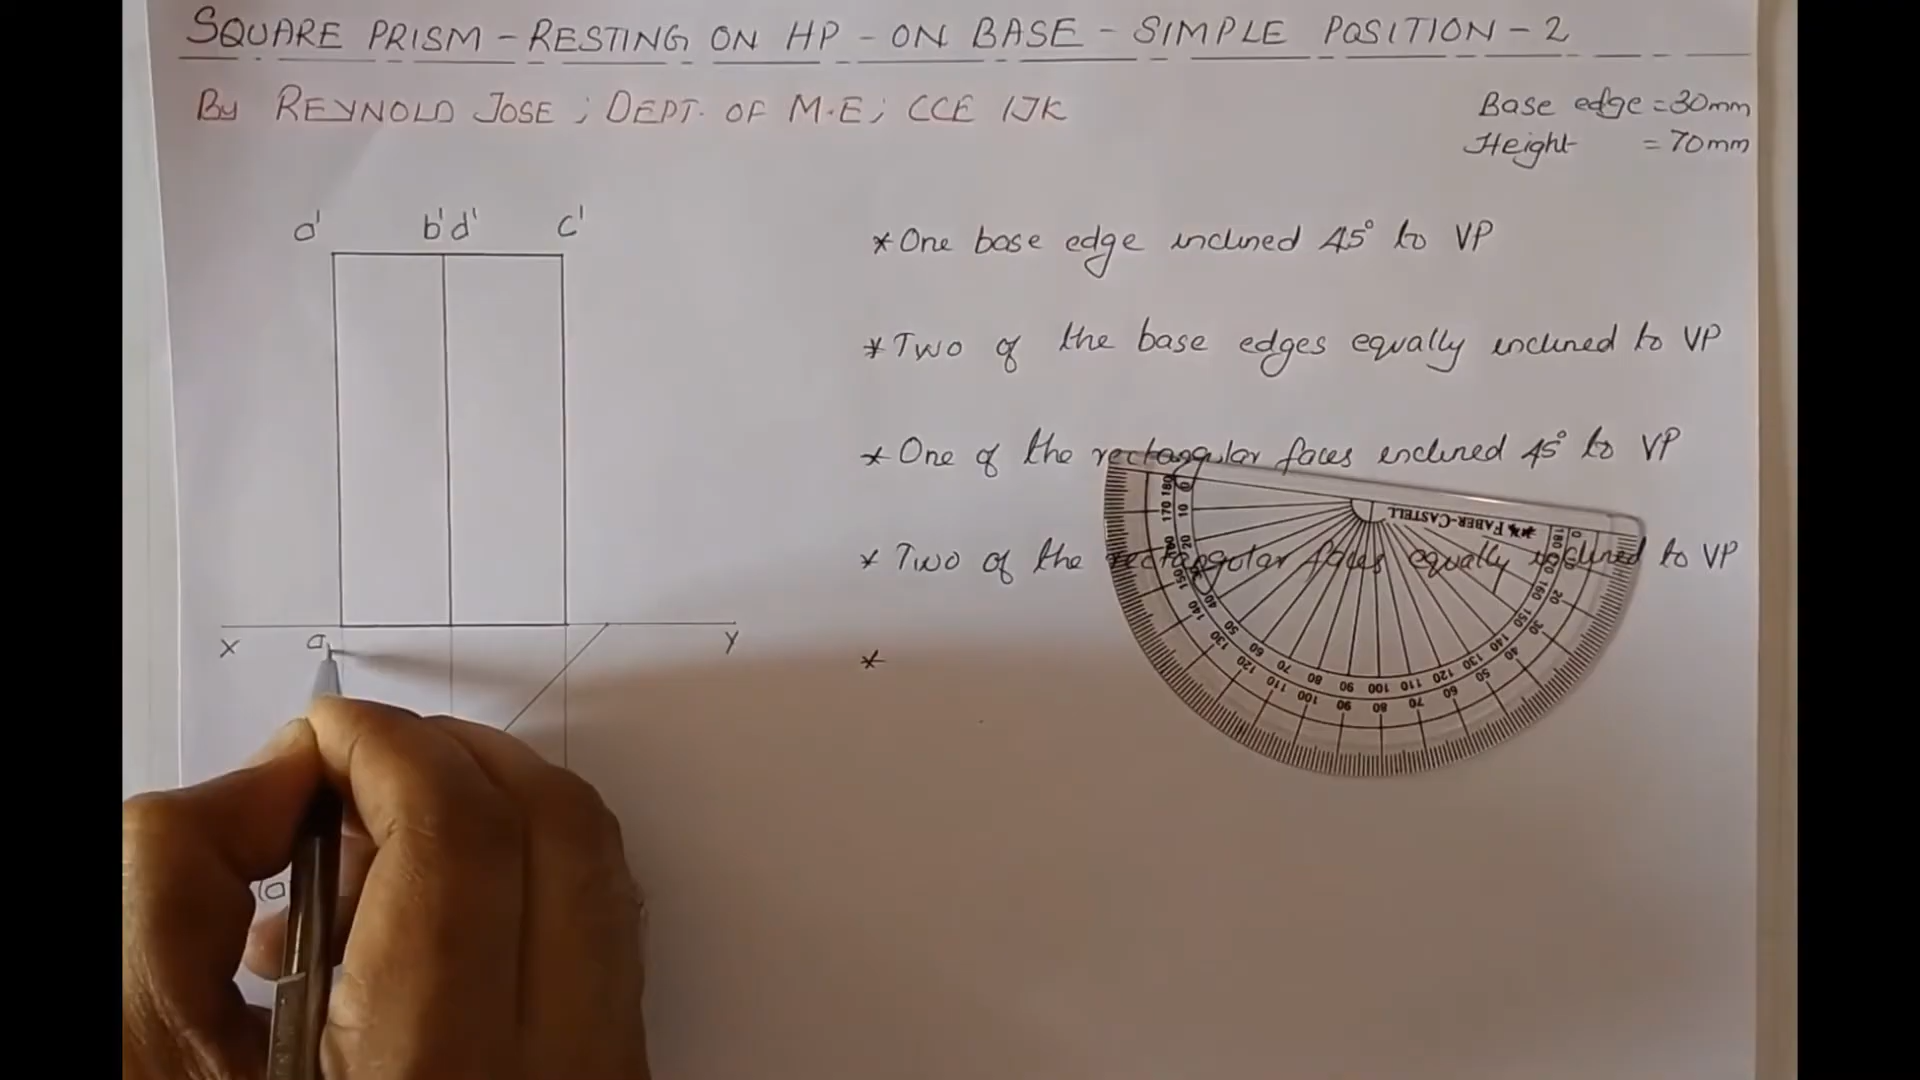 SQUARE PRISM - RESTING ON HP - ON BASE - SIMPLE POSITION - 2
By REYNOLD JOSE ; DEPT. OF M.E ; CCE IJK
Base edge = 30mm
Height = 70mm
a' b' d' c'
* One base edge inclined 45° to VP
* Two of the base edges equally inclined to VP
* One of the rectangular faces inclined 45° to VP
FABER-CASTELL
* Two of the rectangular faces equally inclined to VP
X a Y
*
(a